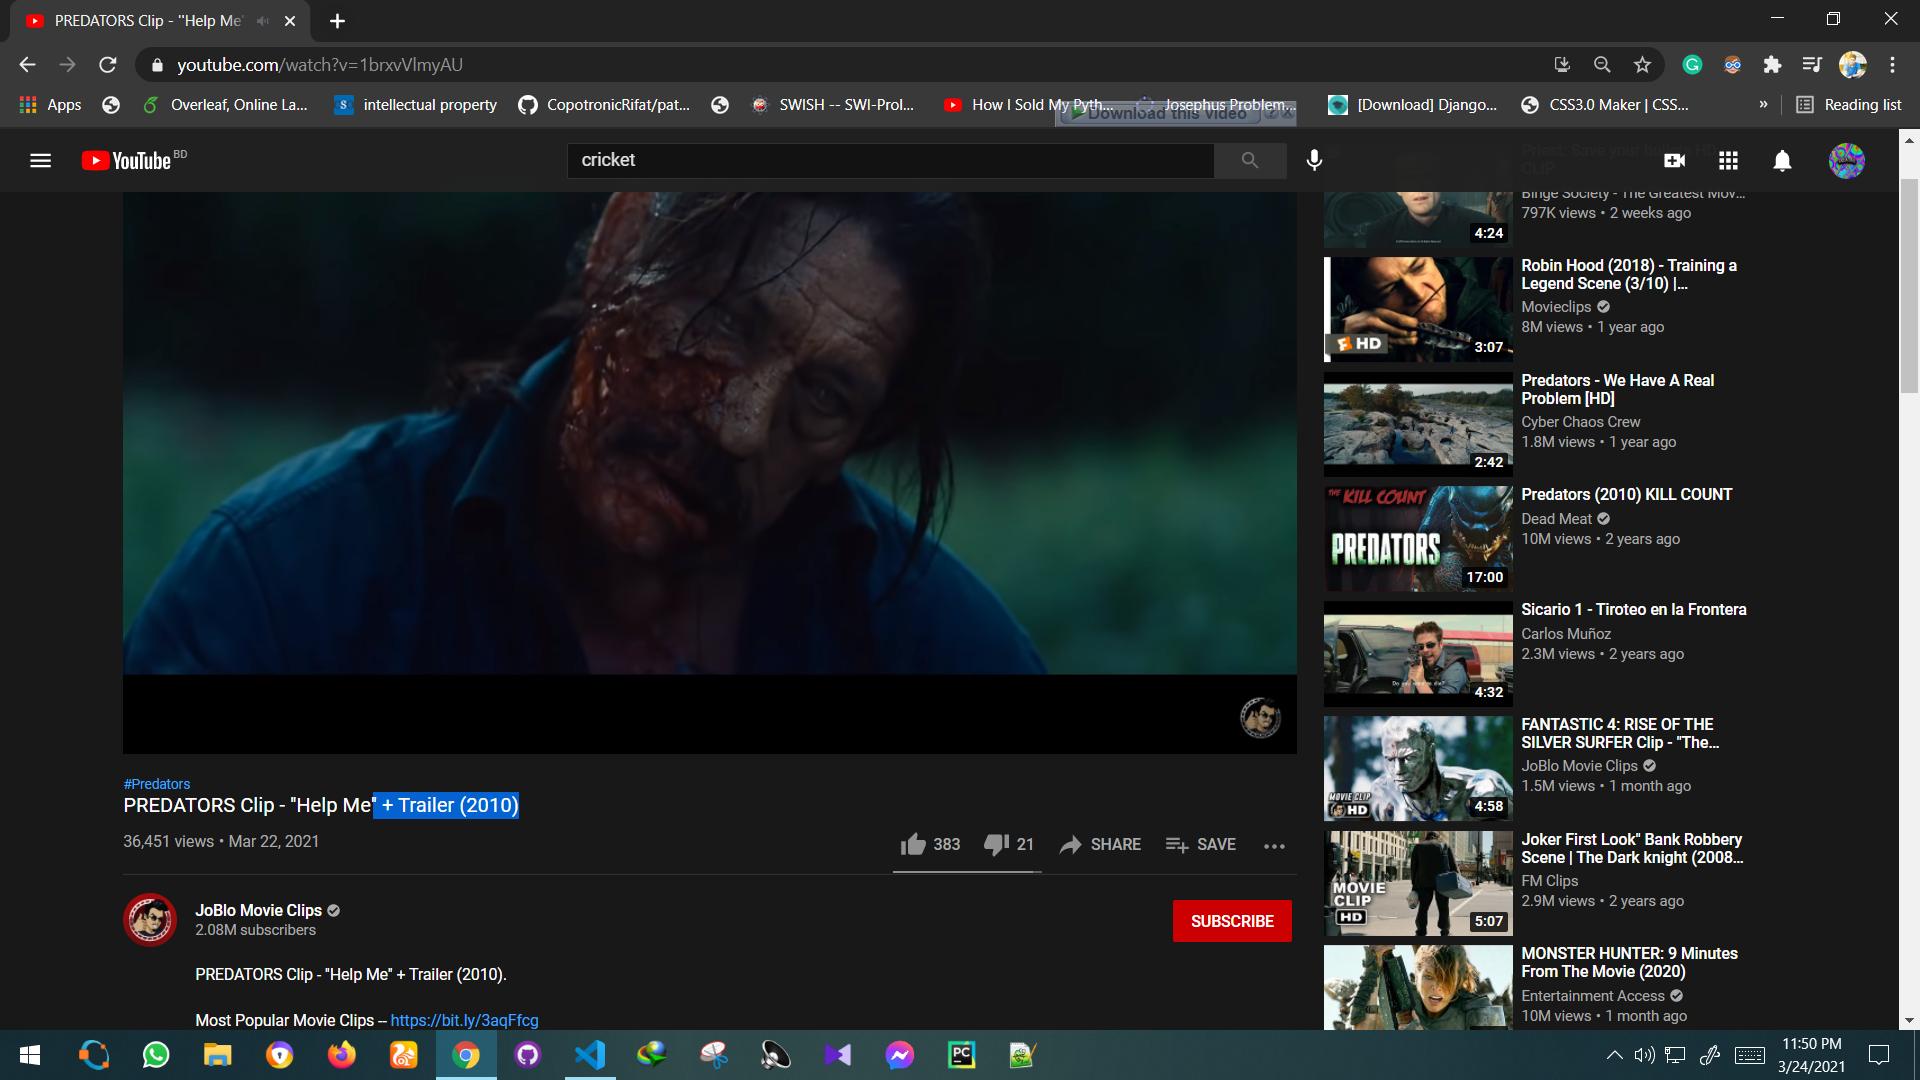 PREDATORS Clip - "Help Me"
youtube.com/watch?v=1brxvVlmyAU
Apps
Overleaf, Online La...
intellectual property
CopotronicRifat/pat...
SWISH -- SWI-Prol...
How I Sold My Pyth...
Josephus Problem...
[Download] Django...
CSS3.0 Maker | CSS...
»
Reading list
Download this video
YouTube BD
cricket
Priest: Save your bullets HD
CLIP
Binge Society - The Greatest Mov...
797K views • 2 weeks ago
4:24
Robin Hood (2018) - Training a
Legend Scene (3/10) |...
Movieclips
8M views • 1 year ago
HD
3:07
Predators - We Have A Real
Problem [HD]
Cyber Chaos Crew
1.8M views • 1 year ago
2:42
THE KILL COUNT
PREDATORS
17:00
Predators (2010) KILL COUNT
Dead Meat
10M views • 2 years ago
Sicario 1 - Tiroteo en la Frontera
Carlos Muñoz
2.3M views • 2 years ago
4:32
FANTASTIC 4: RISE OF THE
SILVER SURFER Clip - "The...
JoBlo Movie Clips
1.5M views • 1 month ago
MOVIE CLIP
HD
4:58
Joker First Look" Bank Robbery
Scene | The Dark knight (2008...
FM Clips
2.9M views • 2 years ago
MOVIE
CLIP
HD
5:07
MONSTER HUNTER: 9 Minutes
From The Movie (2020)
Entertainment Access
10M views • 1 month ago
#Predators
PREDATORS Clip - "Help Me" + Trailer (2010)
36,451 views • Mar 22, 2021
383
21
SHARE
SAVE
JoBlo Movie Clips
2.08M subscribers
SUBSCRIBE
PREDATORS Clip - "Help Me" + Trailer (2010).
Most Popular Movie Clips -- https://bit.ly/3aqFfcg
PC
11:50 PM
3/24/2021